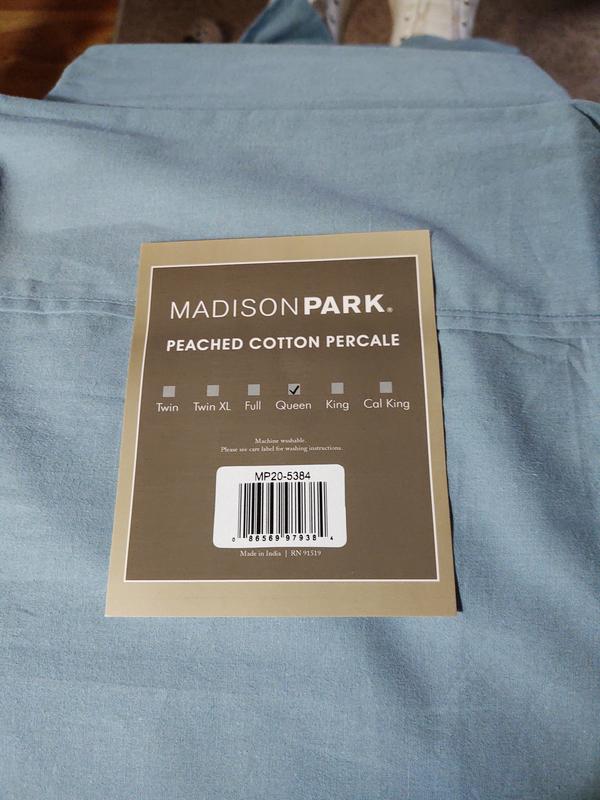 MADISONPARK®
PEACHED COTTON PERCALE
Twin Twin XL Full Queen King Cal King
Machine washable.
Please see care label for washing instructions.
MP20-5384
0 86569 97938 4
Made in India | RN 91519